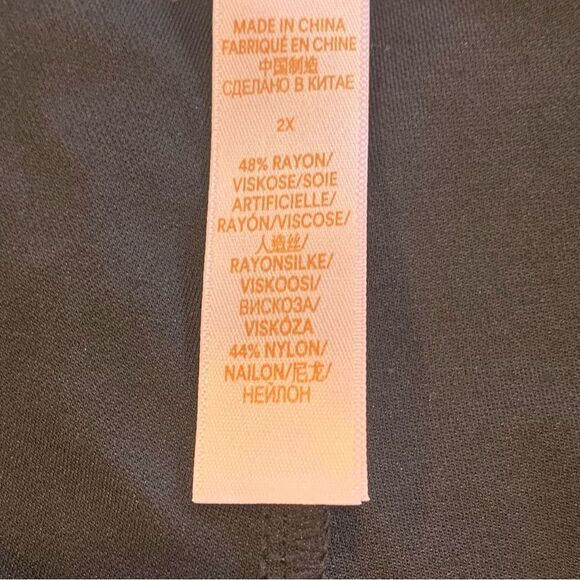 MADE IN CHINA
FABRIQUÉ EN CHINE
中国制造
СДЕЛАНО В КИТАЕ
2X
48% RAYON/
VISKOSE/SOIE
ARTIFICIELLE/
RAYÓN/VISCOSE/
人造丝/
RAYONSILKE/
VISKOOSI/
ВИСКОЗА/
VISKÓZA
44% NYLON/
NAILON/尼龙/
НЕЙЛОН